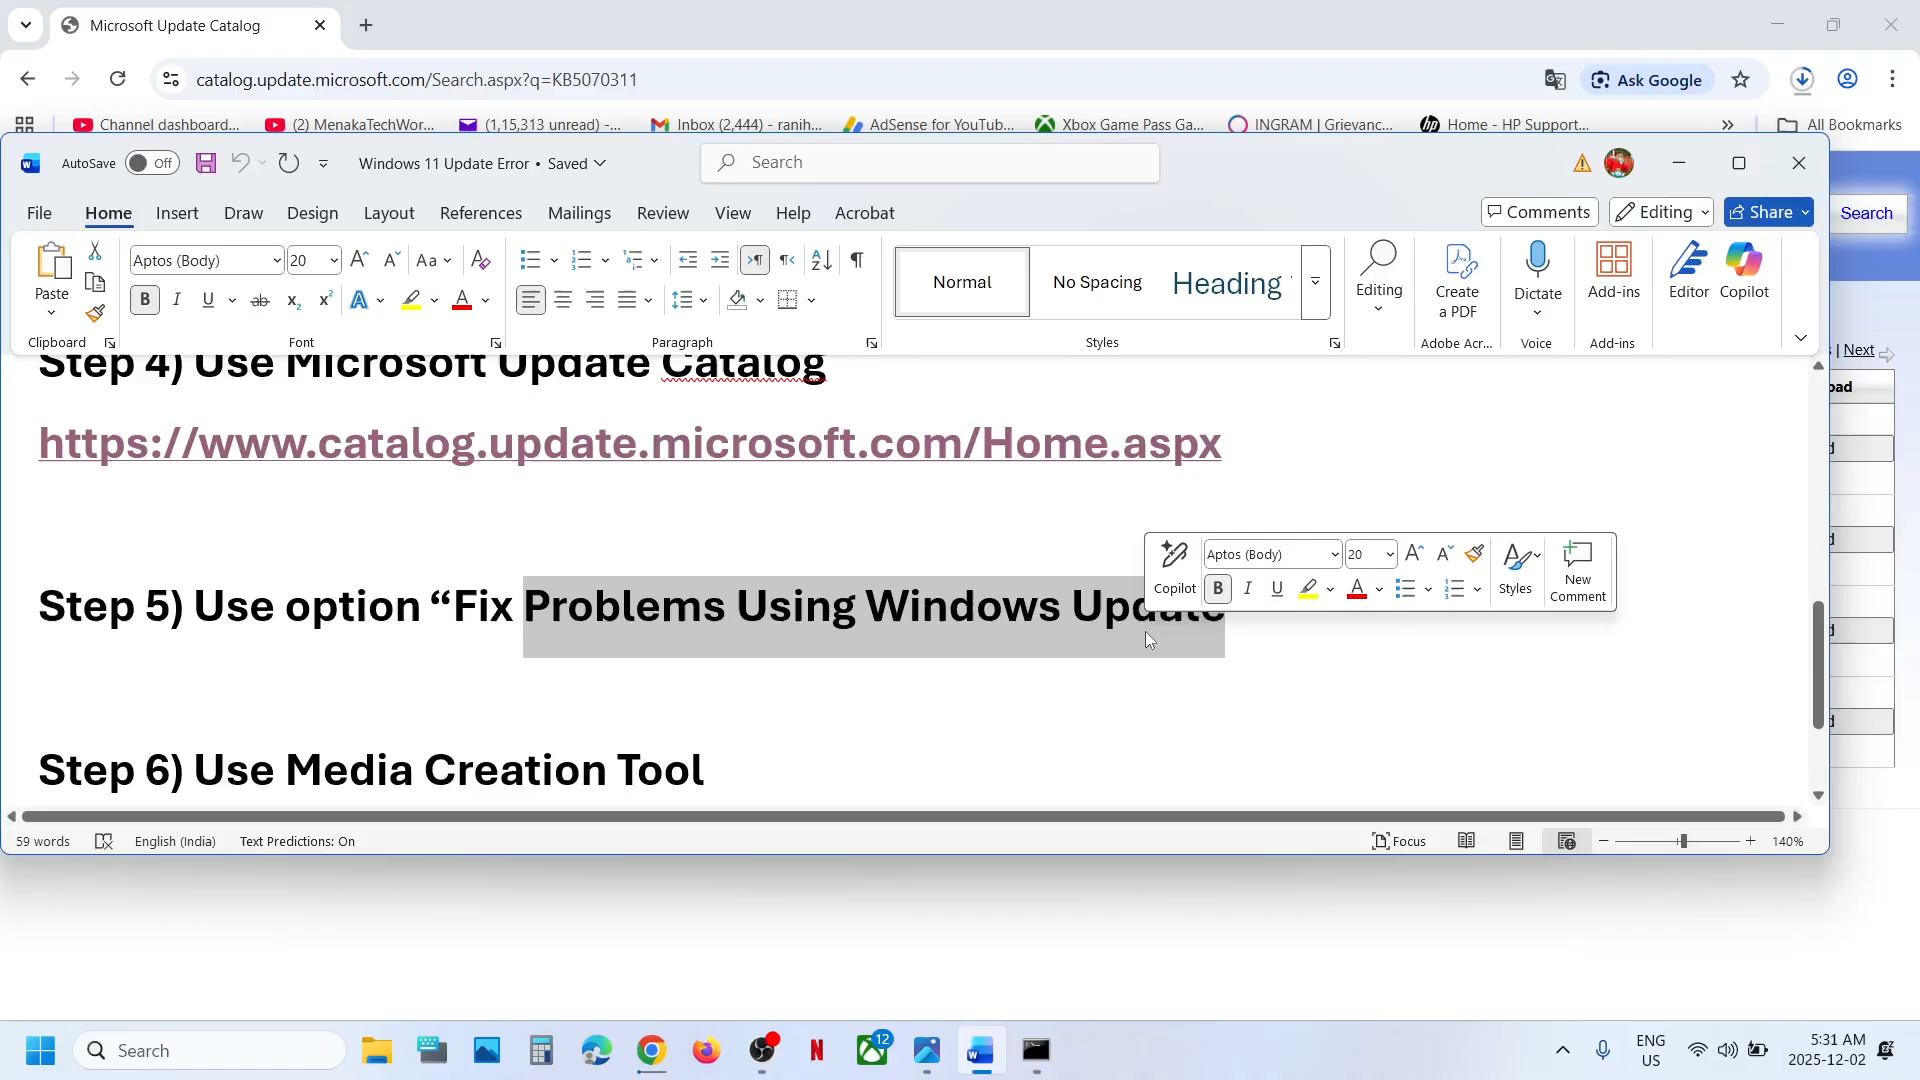 Microsoft Update Catalog
catalog.update.microsoft.com/Search.aspx?q=KB5070311
Ask Google
Channel dashboard...
(2) MenakaTechWor...
(1,15,313 unread) -...
Inbox (2,444) - ranih...
AdSense for YouTub...
Xbox Game Pass Ga...
INGRAM | Grievanc...
Home - HP Support...
All Bookmarks
AutoSave
Off
Windows 11 Update Error • Saved
Search
File
Home
Insert
Draw
Design
Layout
References
Mailings
Review
View
Help
Acrobat
Comments
Editing
Share
Search
Paste
Aptos (Body)
20
Normal
No Spacing
Heading
Editing
Create a PDF
Dictate
Add-ins
Editor
Copilot
Clipboard
Font
Paragraph
Styles
Adobe Acr...
Voice
Add-ins
| Next
Step 4) Use Microsoft Update Catalog
https://www.catalog.update.microsoft.com/Home.aspx
Step 5) Use option “Fix Problems Using Windows Update
Aptos (Body)
20
Copilot
Styles
New Comment
Step 6) Use Media Creation Tool
59 words
English (India)
Text Predictions: On
Focus
140%
Search
12
ENG
US
5:31 AM
2025-12-02